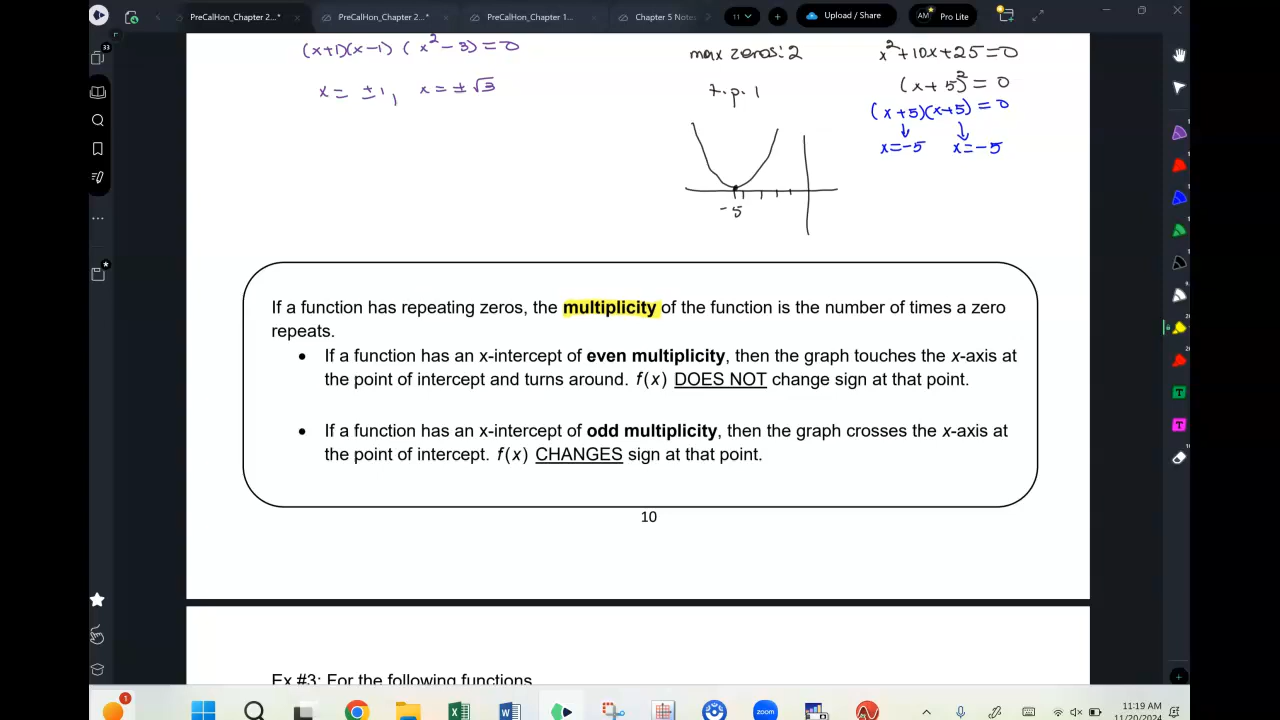 PreCalHon_Chapter 2...*
PreCalHon_Chapter 2...*
PreCalHon_Chapter 1...
Chapter 5 Notes
11
Upload / Share
AM
Pro Lite
33
(x+1)(x-1) (x²-3)=0
x= ±1, x=±√3
max zeros: 2
t.p. 1
-5
x²+10x+25=0
(x+5)²=0
(x+5)(x+5)=0
x=-5 x=-5
If a function has repeating zeros, the multiplicity of the function is the number of times a zero
repeats.
• If a function has an x-intercept of even multiplicity, then the graph touches the x-axis at
the point of intercept and turns around. f(x) DOES NOT change sign at that point.
• If a function has an x-intercept of odd multiplicity, then the graph crosses the x-axis at
the point of intercept. f(x) CHANGES sign at that point.
10
Ex #3: For the following functions
1
zoom
11:19 AM